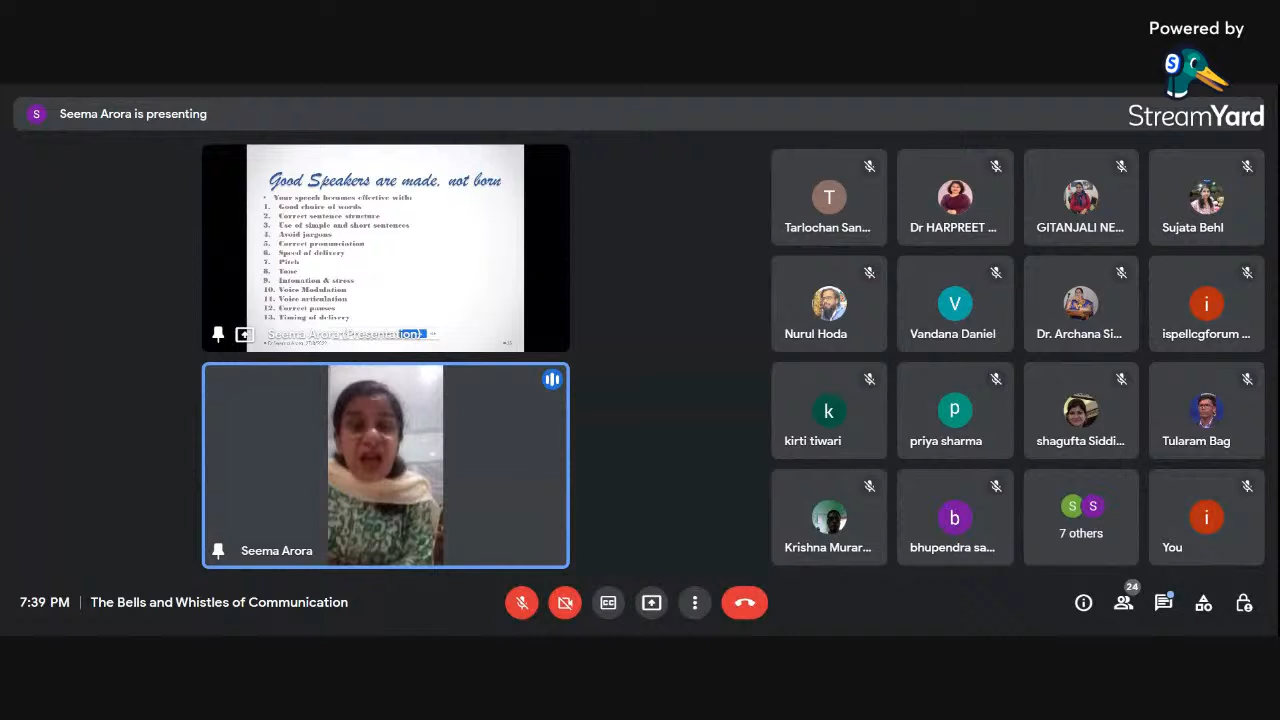 Powered by
S
StreamYard
S Seema Arora is presenting
Good Speakers are made, not born
• Your speech becomes effective with:
1. Good choice of words
2. Correct sentence structure
3. Use of simple and short sentences
4. Avoid jargons
5. Correct pronunciation
6. Speed of delivery
7. Pitch
8. Tone
9. Intonation & stress
10. Voice Modulation
11. Voice articulation
12. Correct pauses
13. Timing of delivery
Seema Arora (Presentation)
Seema Arora
T
Tarbosha San...
Dr HARPREET ...
GITANJALI NE...
Sujata Behl
Nurul Hoda
V
Vandana Dutt
Dr. Archana Si...
i
ispellogforum ...
k
kirti tiwari
p
priya sharma
shagufta Siddi...
Tularam Bag
Krishna Murar...
b
bhupendra sa...
S S
7 others
i
You
7:39 PM | The Bells and Whistles of Communication
CC
24